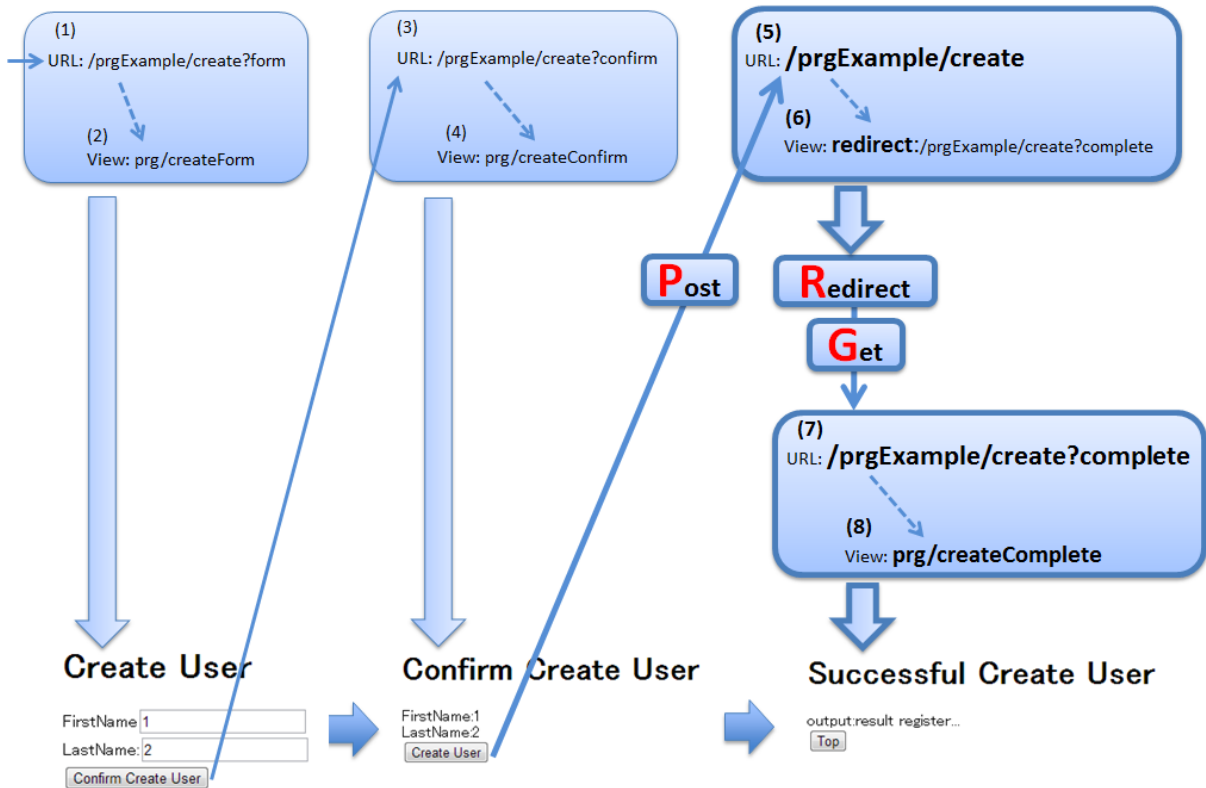 (1)
URL: /prgExample/create?form
(2)
View: prg/createForm
(3)
URL: /prgExample/create?confirm
(4)
View: prg/createConfirm
(5)
URL: /prgExample/create
(6)
View: redirect:/prgExample/create?complete
Post
Redirect
Get
(7)
URL: /prgExample/create?complete
(8)
View: prg/createComplete
Create User
FirstName 1
LastName: 2
Confirm Create User
Confirm Create User
FirstName:1
LastName:2
Create User
Successful Create User
output:result register...
Top